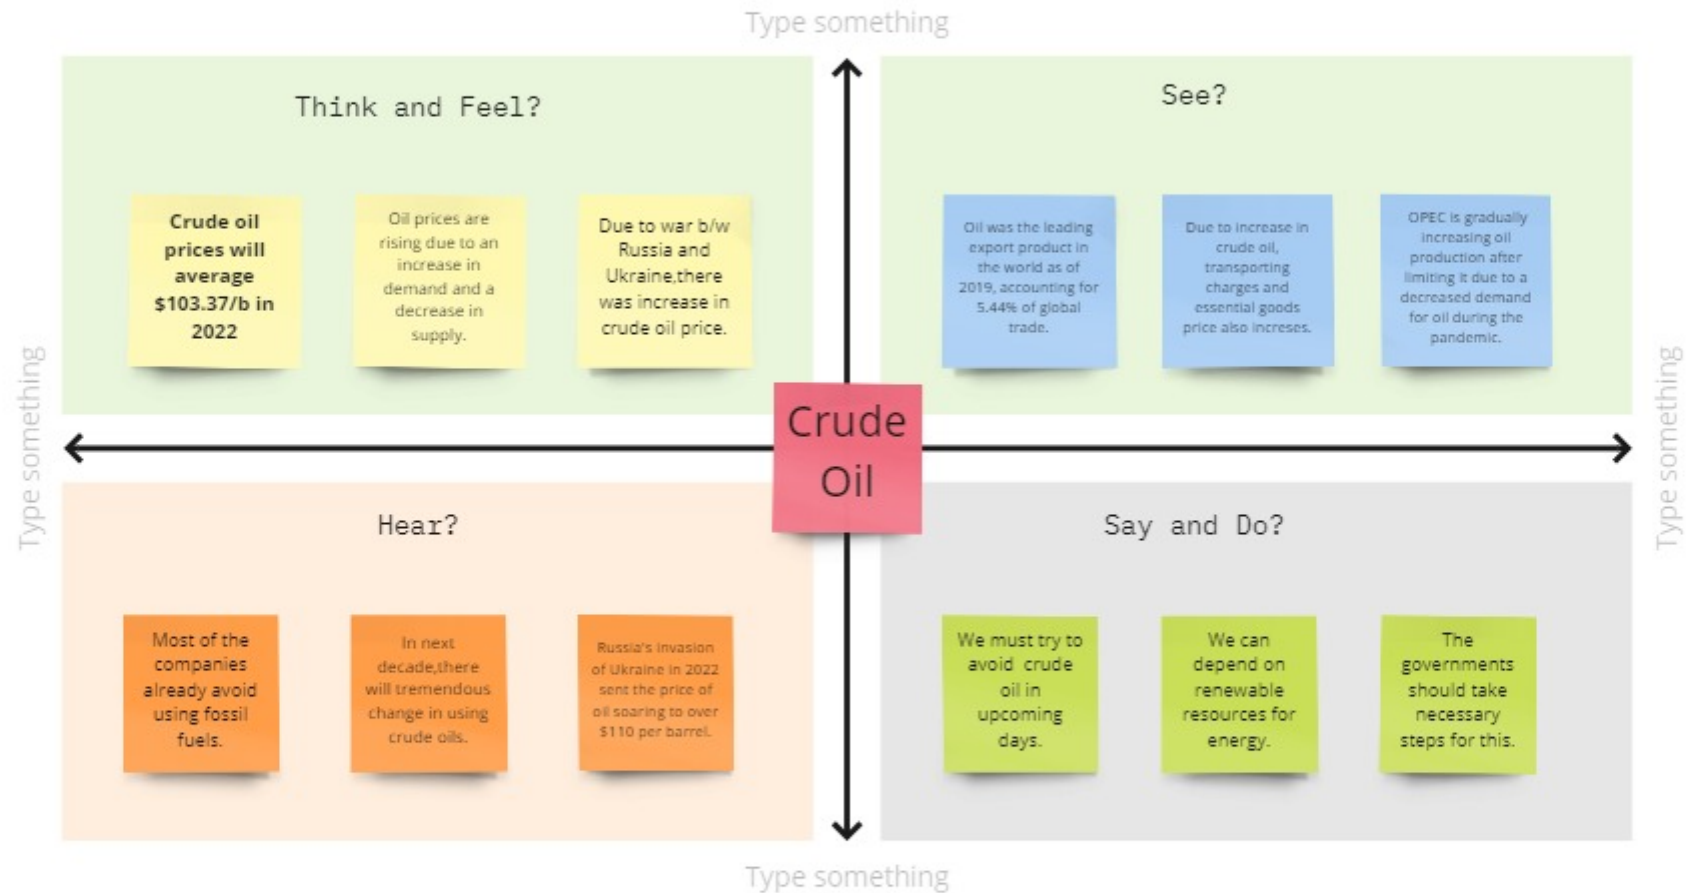 Type something
Think and Feel?
Crude oil
prices will
average
$103.37/b in
2022
Oil prices are
rising due to an
increase in
demand and a
decrease in
supply.
Due to war b/w
Russia and
Ukraine,there
was increase in
crude oil price.
See?
Oil was the leading
export product in
the world as of
2019, accounting for
5.44% of global
trade.
Due to increase in
crude oil,
transporting
charges and
essential goods
price also increses.
OPEC is gradually
increasing oil
production after
limiting it due to a
decreased demand
for oil during the
pandemic.
Type something
Crude
Oil
Type something
Hear?
Most of the
companies
already avoid
using fossil
fuels.
In next
decade,there
will tremendous
change in using
crude oils.
Russia's invasion
of Ukraine in 2022
sent the price of
oil soaring to over
$110 per barrel.
Say and Do?
We must try to
avoid crude
oil in
upcoming
days.
We can
depend on
renewable
resources for
energy.
The
governments
should take
necessary
steps for this.
Type something